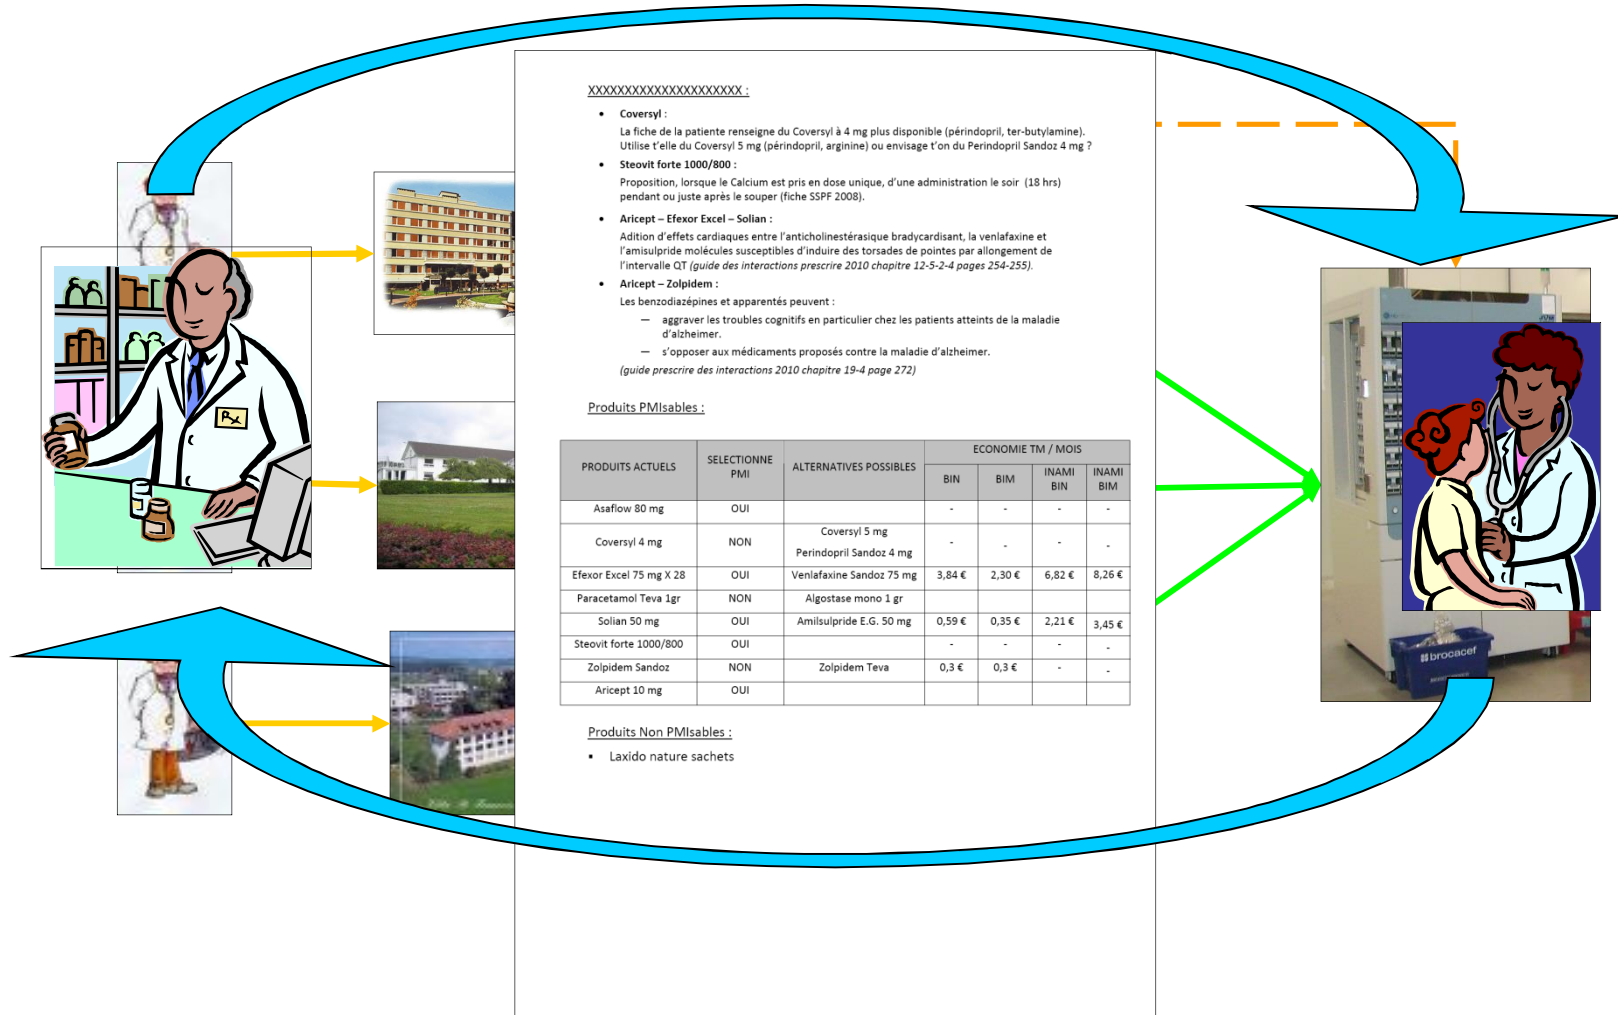 XXXXXXXXXXXXXXXXXXXXX :
• Coversyl :
La fiche de la patiente renseigne du Coversyl à 4 mg plus disponible (périndopril, ter-butylamine).
Utilise t’elle du Coversyl 5 mg (périndopril, arginine) ou envisage t’on du Perindopril Sandoz 4 mg ?
• Steovit forte 1000/800 :
Proposition, lorsque le Calcium est pris en dose unique, d’une administration le soir (18 hrs)
pendant ou juste après le souper (fiche SSPF 2008).
• Aricept – Efexor Excel – Solian :
Adition d’effets cardiaques entre l’anticholinestérasique bradycardisant, la venlafaxine et
l’amisulpride molécules susceptibles d’induire des torsades de pointes par allongement de
l’intervalle QT (guide des interactions prescrire 2010 chapitre 12-5-2-4 pages 254-255).
• Aricept – Zolpidem :
Les benzodiazépines et apparentés peuvent :
— aggraver les troubles cognitifs en particulier chez les patients atteints de la maladie
d’alzheimer.
— s’opposer aux médicaments proposés contre la maladie d’alzheimer.
(guide prescrire des interactions 2010 chapitre 19-4 page 272)
Produits PMIsables :
PRODUITS ACTUELS SELECTIONNE PMI ALTERNATIVES POSSIBLES ECONOMIE TM / MOIS
BIN BIM INAMI BIN INAMI BIM
Asaflow 80 mg OUI - - - -
Coversyl 4 mg NON Coversyl 5 mg Perindopril Sandoz 4 mg - - - -
Efexor Excel 75 mg X 28 OUI Venlafaxine Sandoz 75 mg 3,84 € 2,30 € 6,82 € 8,26 €
Paracetamol Teva 1gr NON Algostase mono 1 gr
Solian 50 mg OUI Amilsulpride E.G. 50 mg 0,59 € 0,35 € 2,21 € 3,45 €
Steovit forte 1000/800 OUI - - - -
Zolpidem Sandoz NON Zolpidem Teva 0,3 € 0,3 € - -
Aricept 10 mg OUI
Produits Non PMIsables :
▪ Laxido nature sachets
Rx
brocacef